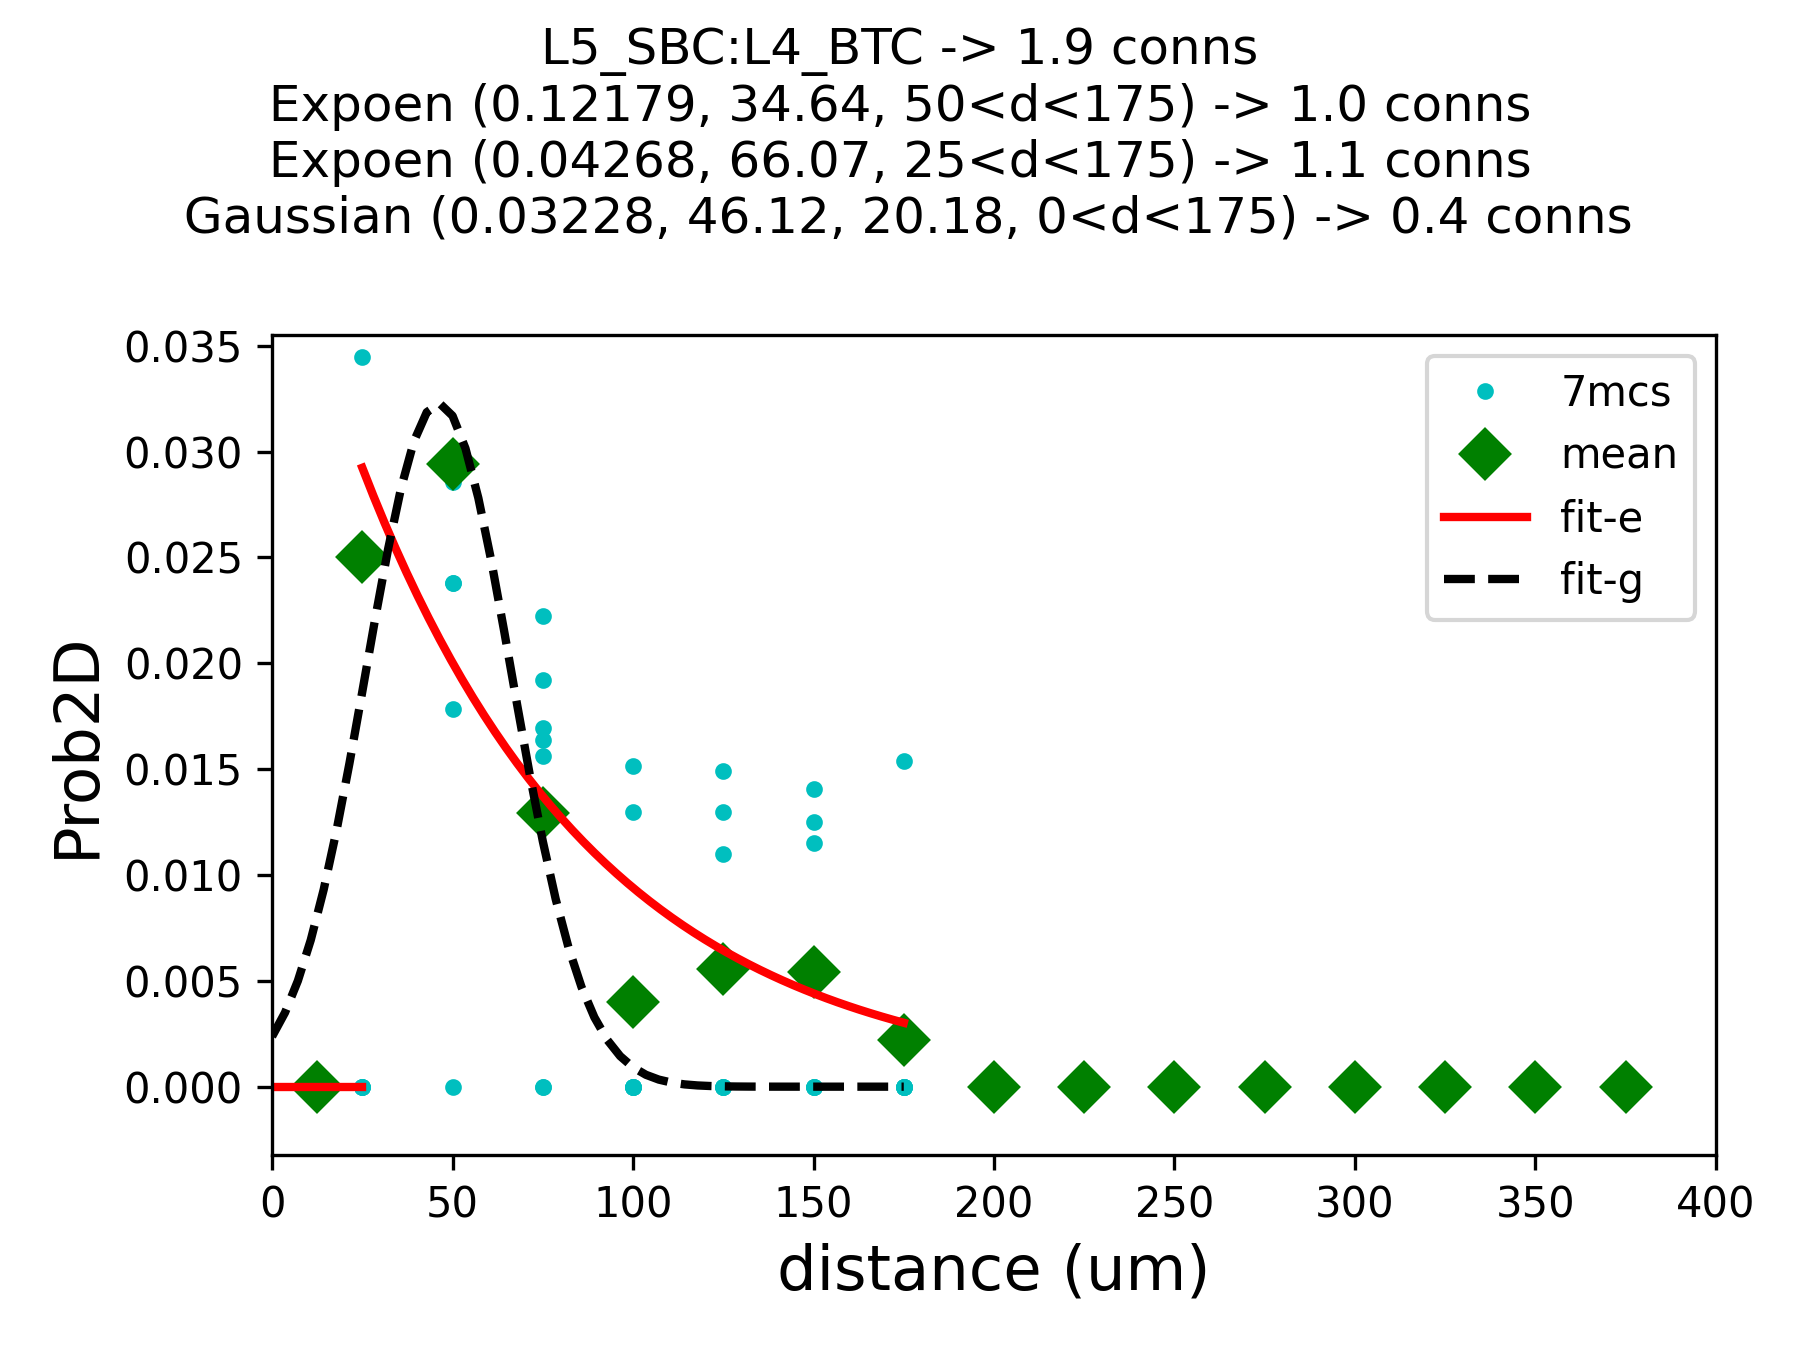 L5_SBC:L4_BTC -> 1.9 conns
Expoen (0.12179, 34.64, 50<d<175) -> 1.0 conns
Expoen (0.04268, 66.07, 25<d<175) -> 1.1 conns
Gaussian (0.03228, 46.12, 20.18, 0<d<175) -> 0.4 conns
7mcs
mean
fit-e
fit-g
Prob2D
0.035
0.030
0.025
0.020
0.015
0.010
0.005
0.000
0 50 100 150 200 250 300 350 400
distance (um)